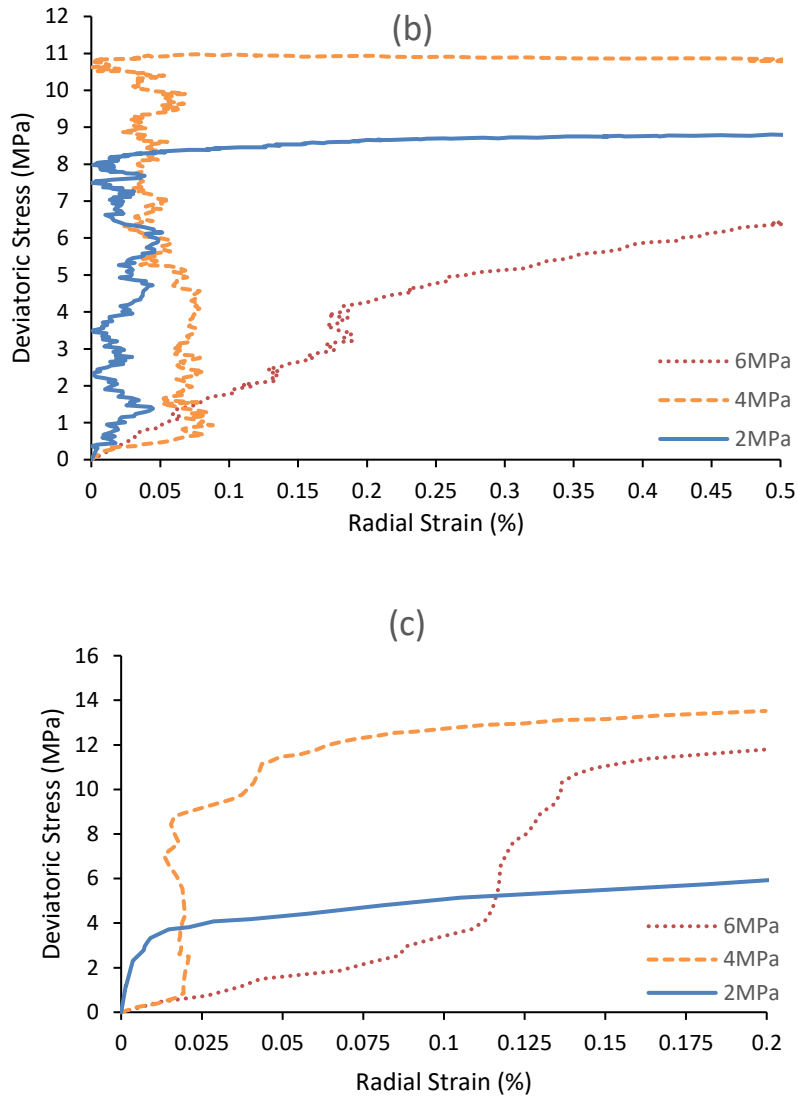 (b)
12
11
10
9
8
7
6
5
4
3
2
1
0
Deviatoric Stress (MPa)
6MPa
4MPa
2MPa
0 0.05 0.1 0.15 0.2 0.25 0.3 0.35 0.4 0.45 0.5
Radial Strain (%)
(c)
16
14
12
10
8
6
4
2
0
Deviatoric Stress (MPa)
6MPa
4MPa
2MPa
0 0.025 0.05 0.075 0.1 0.125 0.15 0.175 0.2
Radial Strain (%)